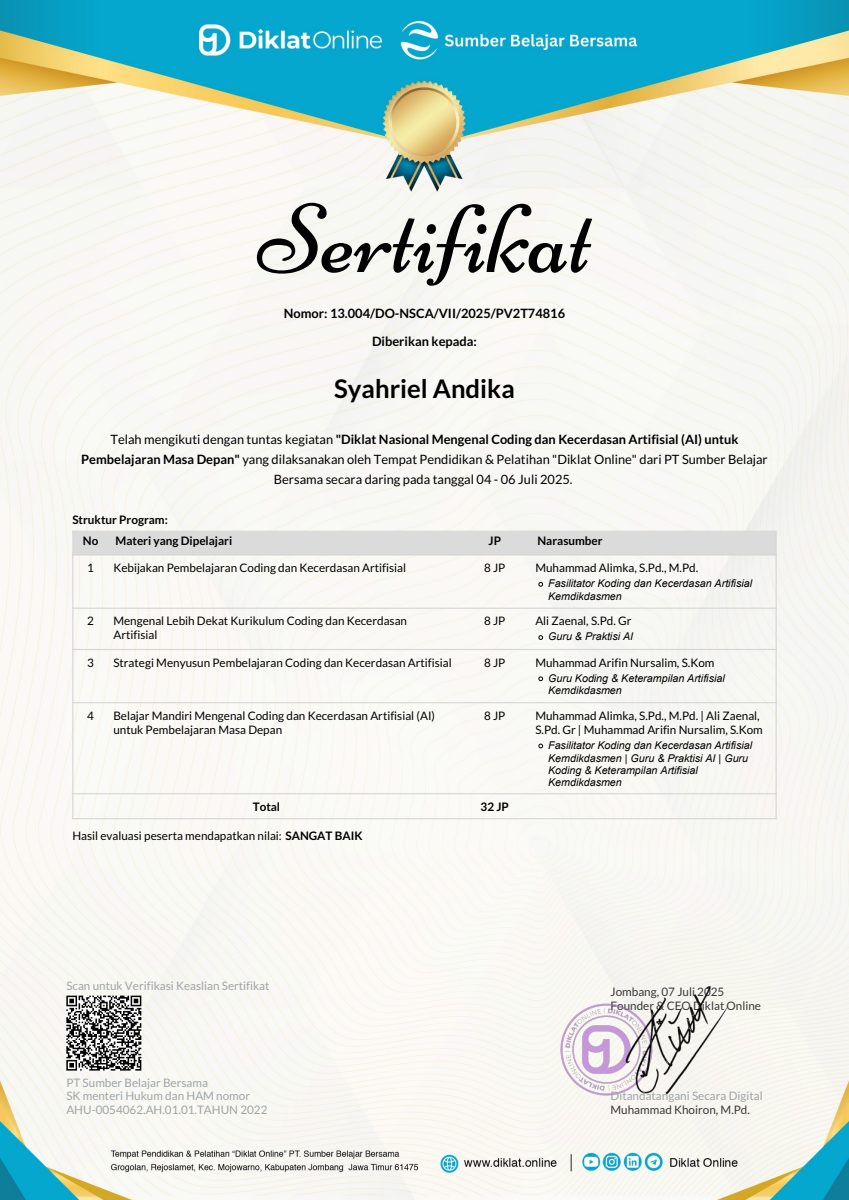 DiklatOnline Sumber Belajar Bersama
Sertifikat
Nomor: 13.004/DO-NSCA/VII/2025/PV2T74816
Diberikan kepada:
Syahriel Andika
Telah mengikuti dengan tuntas kegiatan "Diklat Nasional Mengenal Coding dan Kecerdasan Artifisial (AI) untuk
Pembelajaran Masa Depan" yang dilaksanakan oleh Tempat Pendidikan & Pelatihan "Diklat Online" dari PT Sumber Belajar
Bersama secara daring pada tanggal 04 - 06 Juli 2025.
Struktur Program:
No Materi yang Dipelajari JP Narasumber
1 Kebijakan Pembelajaran Coding dan Kecerdasan Artifisial 8 JP Muhammad Alimka, S.Pd., M.Pd.
Fasilitator Koding dan Kecerdasan Artifisial
Kemdikdasmen
2 Mengenal Lebih Dekat Kurikulum Coding dan Kecerdasan 8 JP Ali Zaenal, S.Pd. Gr
Artifisial
Guru & Praktisi AI
3 Strategi Menyusun Pembelajaran Coding dan Kecerdasan Artifisial 8 JP Muhammad Arifin Nursalim, S.Kom
Guru Koding & Keterampilan Artifisial
Kemdikdasmen
4 Belajar Mandiri Mengenal Coding dan Kecerdasan Artifisial (AI) 8 JP Muhammad Alimka, S.Pd., M.Pd. | Ali Zaenal,
untuk Pembelajaran Masa Depan S.Pd. Gr | Muhammad Arifin Nursalim, S.Kom
Fasilitator Koding dan Kecerdasan Artifisial
Kemdikdasmen | Guru & Praktisi AI | Guru
Koding & Keterampilan Artifisial
Kemdikdasmen
Total 32 JP
Hasil evaluasi peserta mendapatkan nilai: SANGAT BAIK
Scan untuk Verifikasi Keaslian Sertifikat
PT Sumber Belajar Bersama
SK menteri Hukum dan HAM nomor
AHU-0054062.AH.01.01.TAHUN 2022
Jombang, 07 Juli 2025
Founder & CEO Diklat Online
DIKLATONLINE | DIKLATONLINE
Ditandatangani Secara Digital
Muhammad Khoiron, M.Pd.
Tempat Pendidikan & Pelatihan “Diklat Online” PT. Sumber Belajar Bersama
Grogolan, Rejoslamet, Kec. Mojowarno, Kabupaten Jombang Jawa Timur 61475
www.diklat.online | Diklat Online